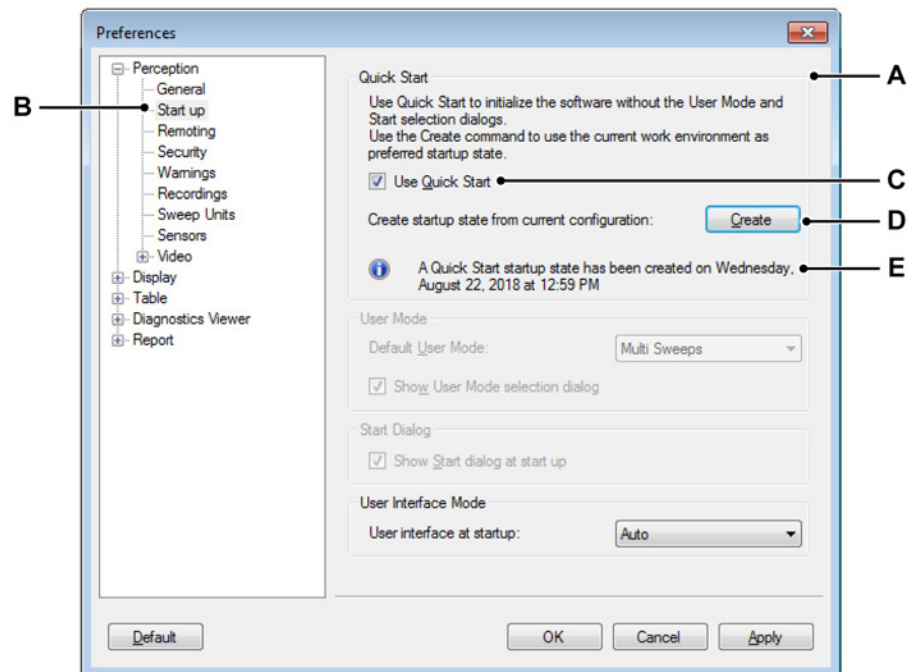 Preferences
Perception
General
Start up
Remoting
Security
Warnings
Recordings
Sweep Units
Sensors
Video
Display
Table
Diagnostics Viewer
Report
B
Quick Start
A
Use Quick Start to initialize the software without the User Mode and
Start selection dialogs.
Use the Create command to use the current work environment as
preferred startup state.
Use Quick Start
C
Create startup state from current configuration:
Create
D
A Quick Start startup state has been created on Wednesday,
August 22, 2018 at 12:59 PM
E
User Mode
Default User Mode:
Multi Sweeps
Show User Mode selection dialog
Start Dialog
Show Start dialog at start up
User Interface Mode
User interface at startup:
Auto
Default
OK
Cancel
Apply